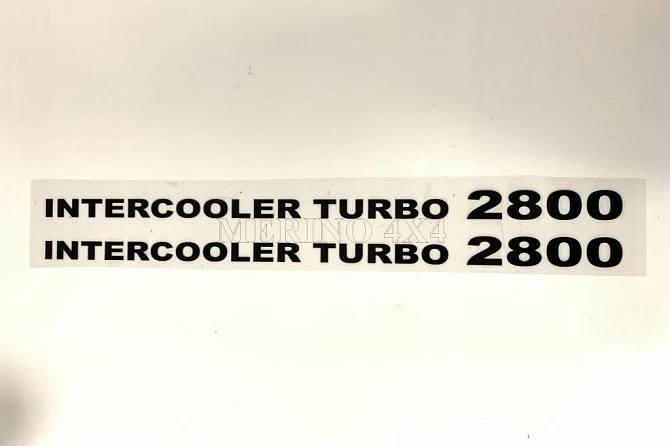 INTERCOOLER TURBO 2800
MERINO 4X4
INTERCOOLER TURBO 2800